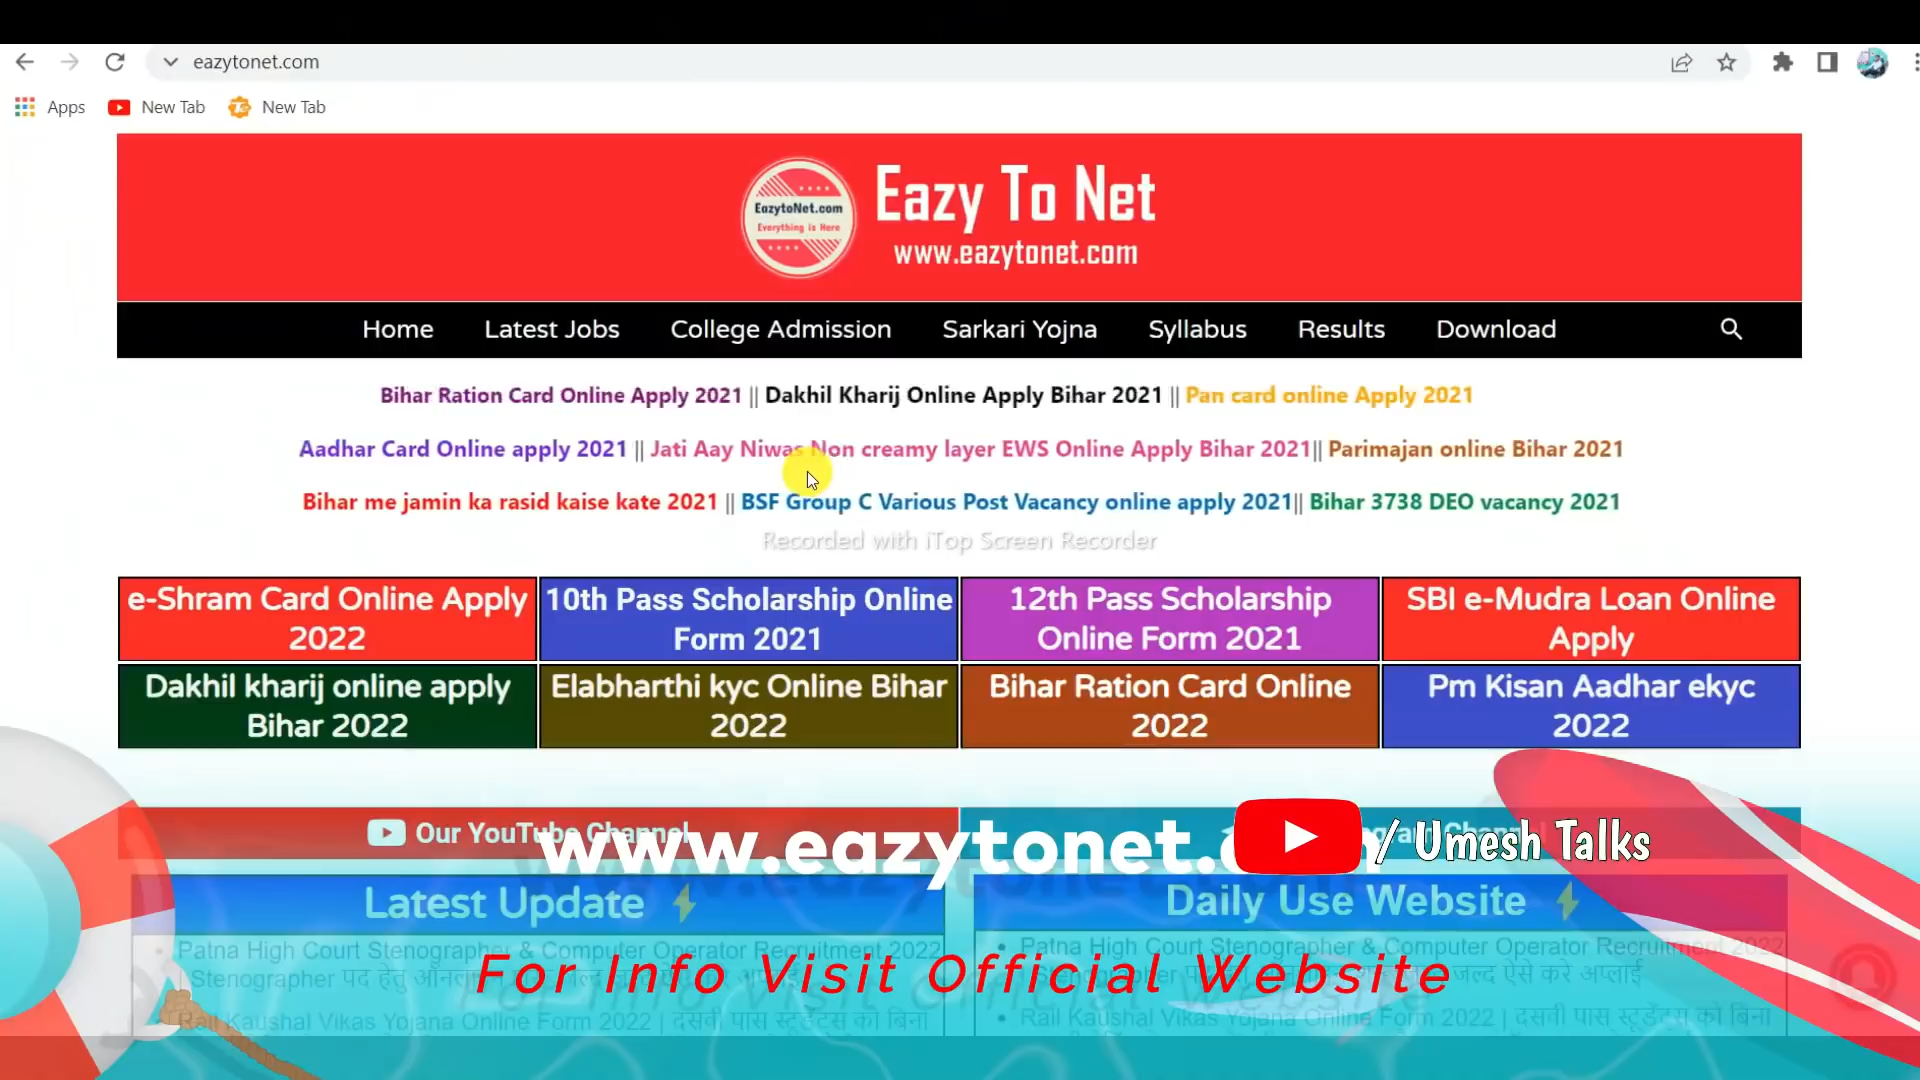 eazytonet.com
Apps New Tab New Tab
EazytoNet.com
Everything is Here
Eazy To Net
www.eazytonet.com
Home Latest Jobs College Admission Sarkari Yojna Syllabus Results Download
Bihar Ration Card Online Apply 2021 || Dakhil Kharij Online Apply Bihar 2021 || Pan card online Apply 2021
Aadhar Card Online apply 2021 || Jati Aay Niwas Non creamy layer EWS Online Apply Bihar 2021|| Parimajan online Bihar 2021
Bihar me jamin ka rasid kaise kate 2021 || BSF Group C Various Post Vacancy online apply 2021|| Bihar 3738 DEO vacancy 2021
Recorded with iTop Screen Recorder
e-Shram Card Online Apply 2022
10th Pass Scholarship Online Form 2021
12th Pass Scholarship Online Form 2021
SBI e-Mudra Loan Online Apply
Dakhil kharij online apply Bihar 2022
Elabharthi kyc Online Bihar 2022
Bihar Ration Card Online 2022
Pm Kisan Aadhar ekyc 2022
Our YouTube Channel
www.eazytonet.
/ Umesh Talks
Latest Update
Daily Use Website
Patna High Court Stenographer & Computer Operator Recruitment 2022
Stenographer पद हेतु
Patna High Court Stenographer & Computer Operator Recruitment 2022
जल्द ऐसे करे अप्लाई
For Info Visit Official Website
Rail Kaushal Vikas Yojana Online Form 2022 | दसवी पास स्टूडेंट्स को बिना
Rail Kaushal Vikas Yojana Online Form 2022 | दसवी पास स्टूडेंट्स को बिना